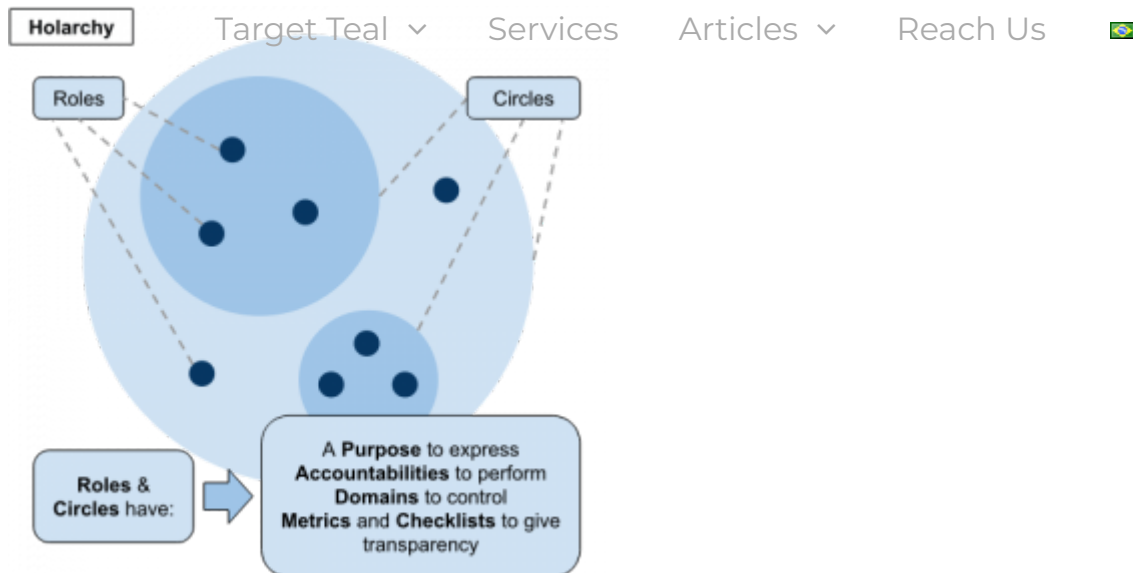 Holarchy
Target Teal
Services
Articles
Reach Us
Roles
Circles
Roles &
Circles have:
A Purpose to express
Accountabilities to perform
Domains to control
Metrics and Checklists to give
transparency